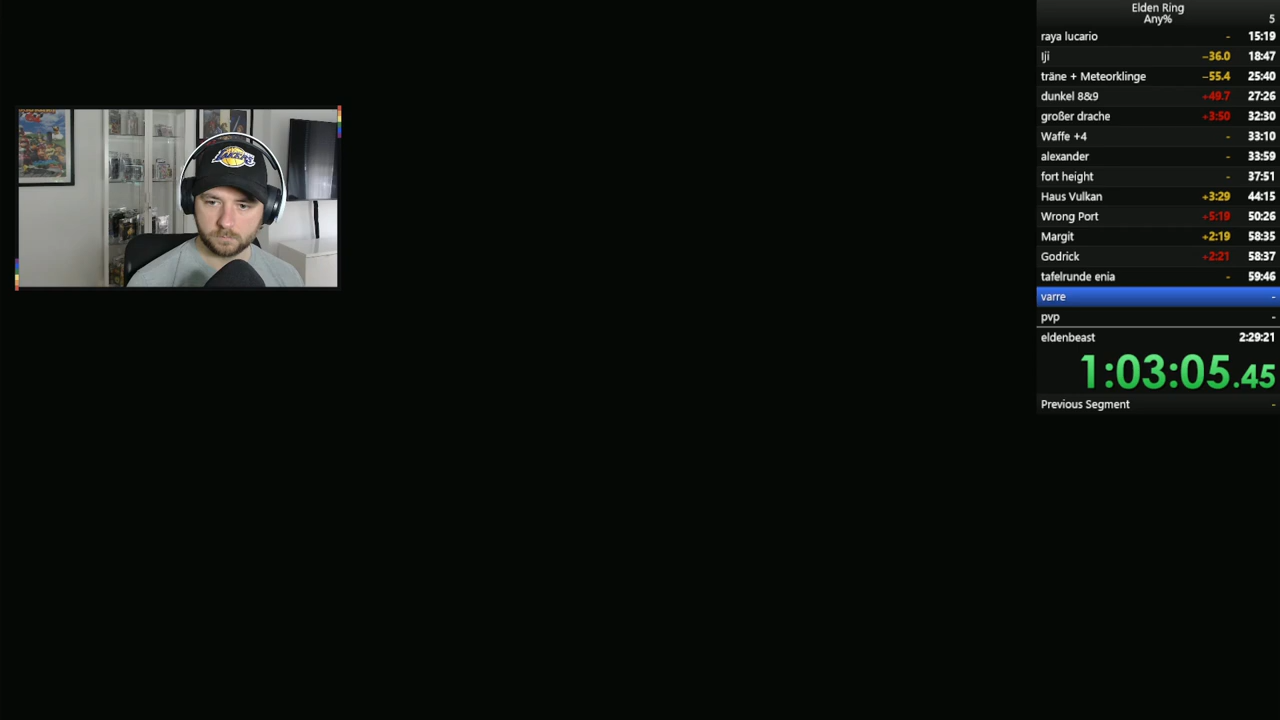 Elden Ring
Any%
5
raya lucario - 15:19
Iji −36.0 18:47
träne + Meteorklinge −55.4 25:40
dunkel 8&9 +49.7 27:26
großer drache +3:50 32:30
Waffe +4 - 33:10
alexander - 33:59
fort height - 37:51
Haus Vulkan +3:29 44:15
Wrong Port +5:19 50:26
Margit +2:19 58:35
Godrick +2:21 58:37
tafelrunde enia - 59:46
varre -
pvp -
eldenbeast 2:29:21
1:03:05.45
Previous Segment -
LAKERS